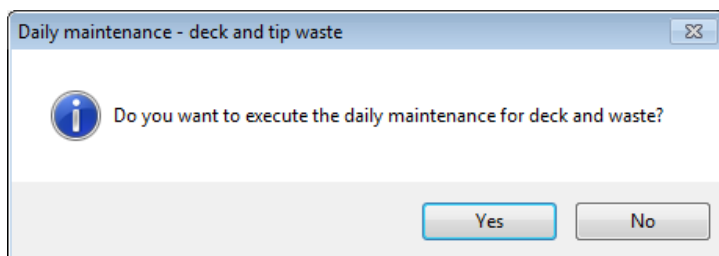 Daily maintenance - deck and tip waste
Do you want to execute the daily maintenance for deck and waste?
Yes No